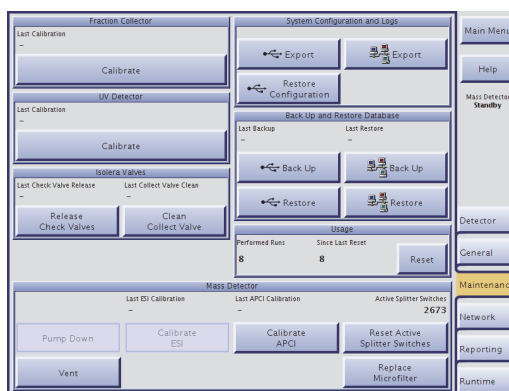 Fraction Collector
Last Calibration
–
Calibrate
UV Detector
Last Calibration
–
Calibrate
Isolera Valves
Last Check Valve Release
Last Collect Valve Clean
–
–
Release
Check Valves
Clean
Collect Valve
System Configuration and Logs
Export
Export
Restore
Configuration
Back Up and Restore Database
Last Backup
Last Restore
–
–
Back Up
Back Up
Restore
Restore
Usage
Performed Runs
Since Last Reset
8
8
Reset
Mass Detector
Last ESI Calibration
Last APCI Calibration
Active Splitter Switches
–
–
2673
Pump Down
Calibrate
ESI
Calibrate
APCI
Reset Active
Splitter Switches
Vent
Replace
Microfilter
Main Menu
Help
Mass Detector
Standby
Detector
General
Maintenanc
Network
Reporting
Runtime